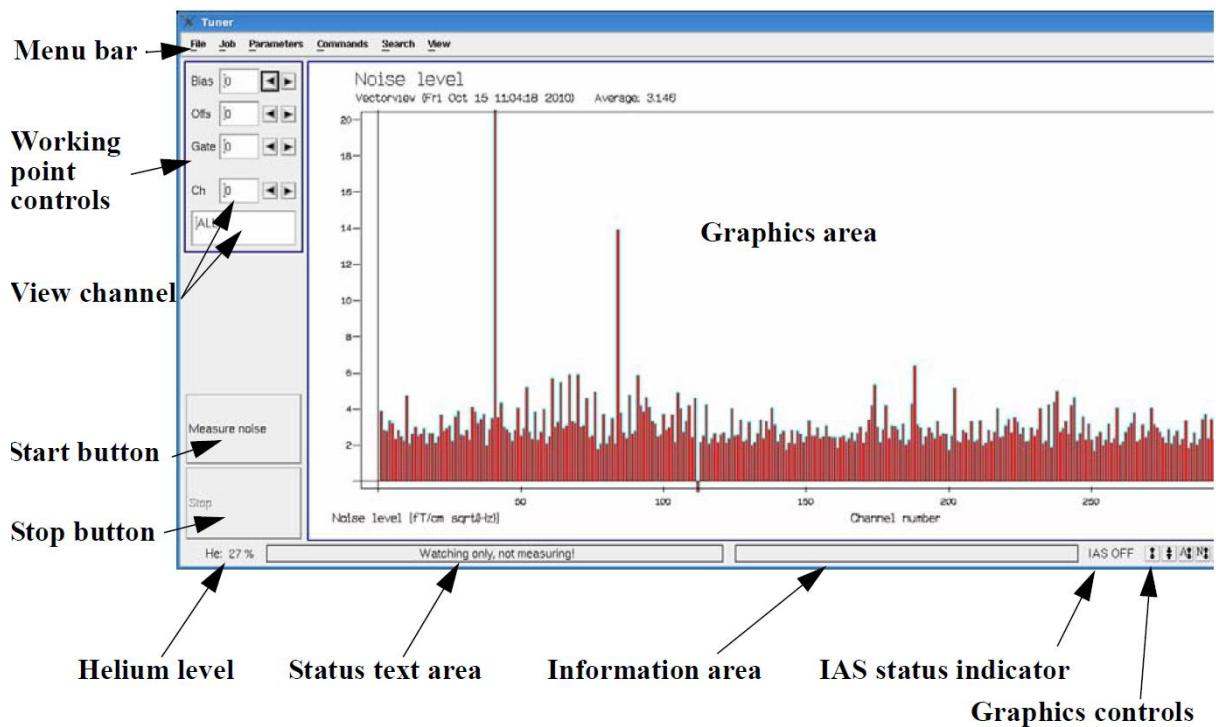 Tuner
Menu bar
File Job Parameters Commands Search View
Bias 0
Offs 0
Gate 0
Ch 0
ALL
Working
point
controls
View channel
Noise level
Vectorview (Fri Oct 15 11:04:18 2010) Average: 3.146
20
18
16
14
12
10
8
6
4
2
Graphics area
50 100 150 200 250
Noise level [fT/cm sqrt(Hz)] Channel number
Measure noise
Start button
Stop
Stop button
He: 27 % Watching only, not measuring! IAS OFF
Helium level Status text area Information area IAS status indicator
Graphics controls